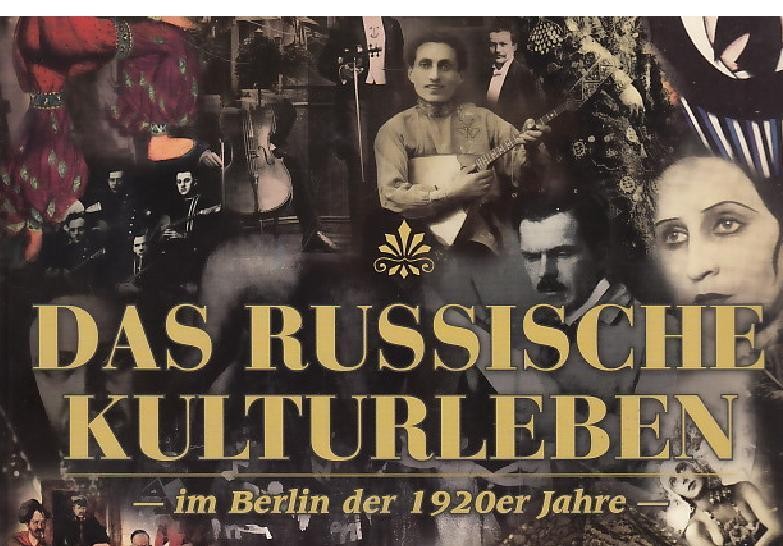 DAS RUSSISCHE
KULTURLEBEN
— im Berlin der 1920er Jahre —